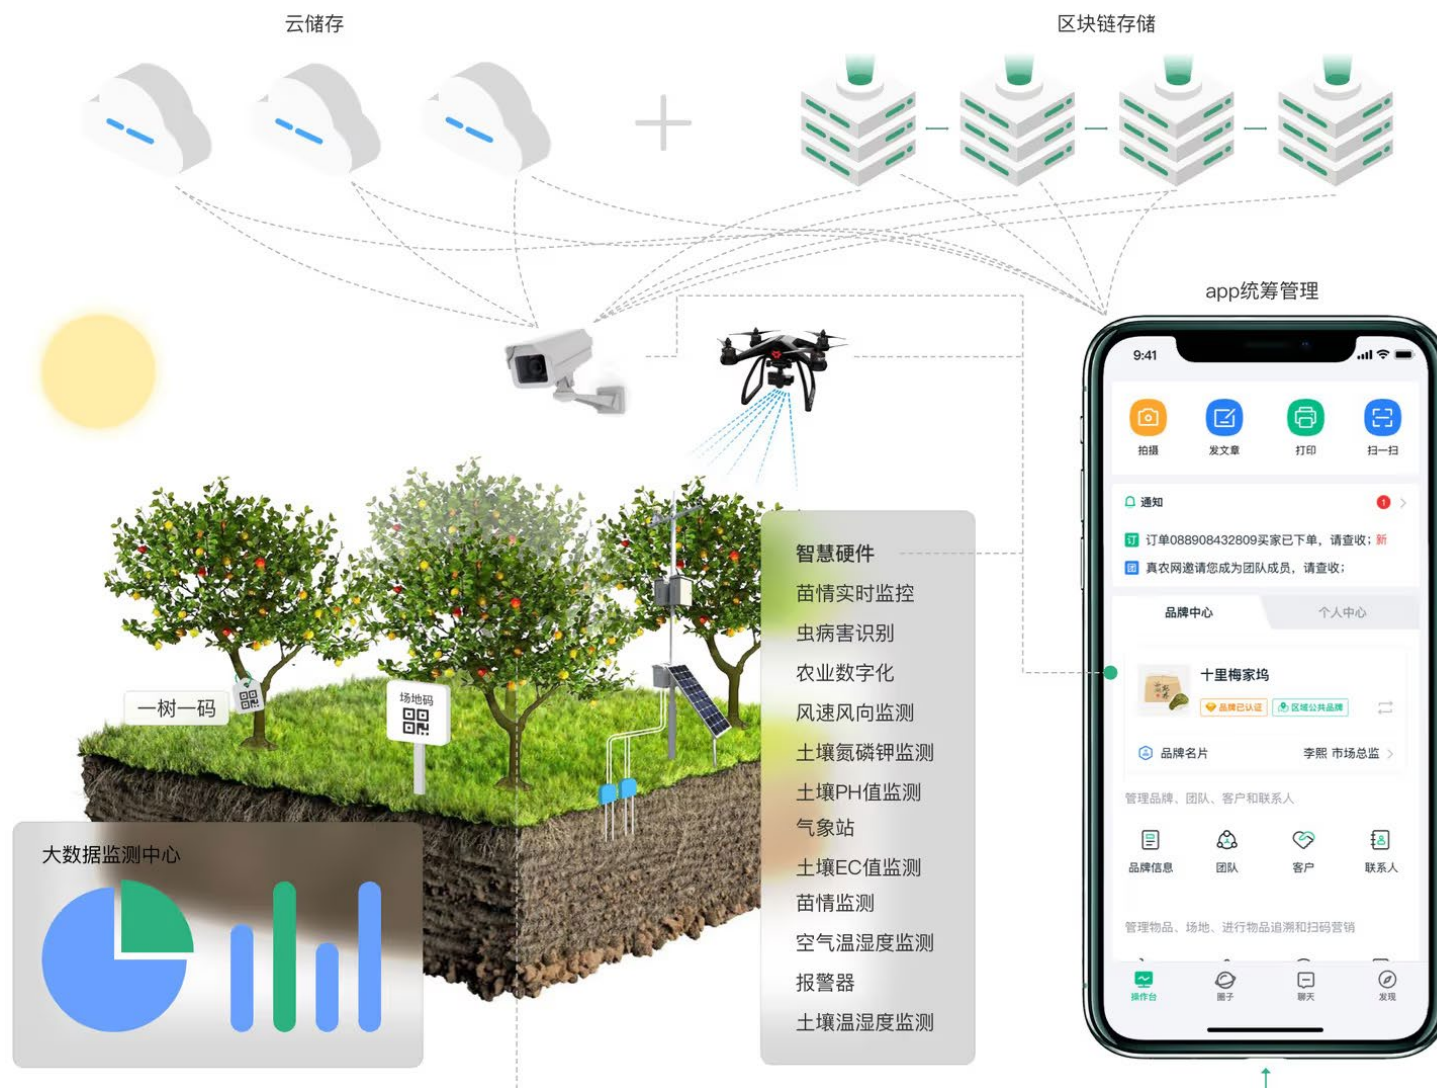 云储存
区块链存储
app统筹管理
9:41
拍摄
发文章
打印
扫一扫
通知
1
订 订单088908432809买家已下单，请查收；新
团 真农网邀请您成为团队成员，请查收；
品牌中心
个人中心
十里梅家坞
品牌已认证
区域公共品牌
品牌名片
李熙 市场总监
管理品牌、团队、客户和联系人
品牌信息
团队
客户
联系人
管理物品、场地、进行物品追溯和扫码营销
操作台
圈子
聊天
发现
智慧硬件
苗情实时监控
虫病害识别
农业数字化
风速风向监测
土壤氮磷钾监测
土壤PH值监测
气象站
土壤EC值监测
苗情监测
空气温湿度监测
报警器
土壤温湿度监测
一树一码
场地码
大数据监测中心